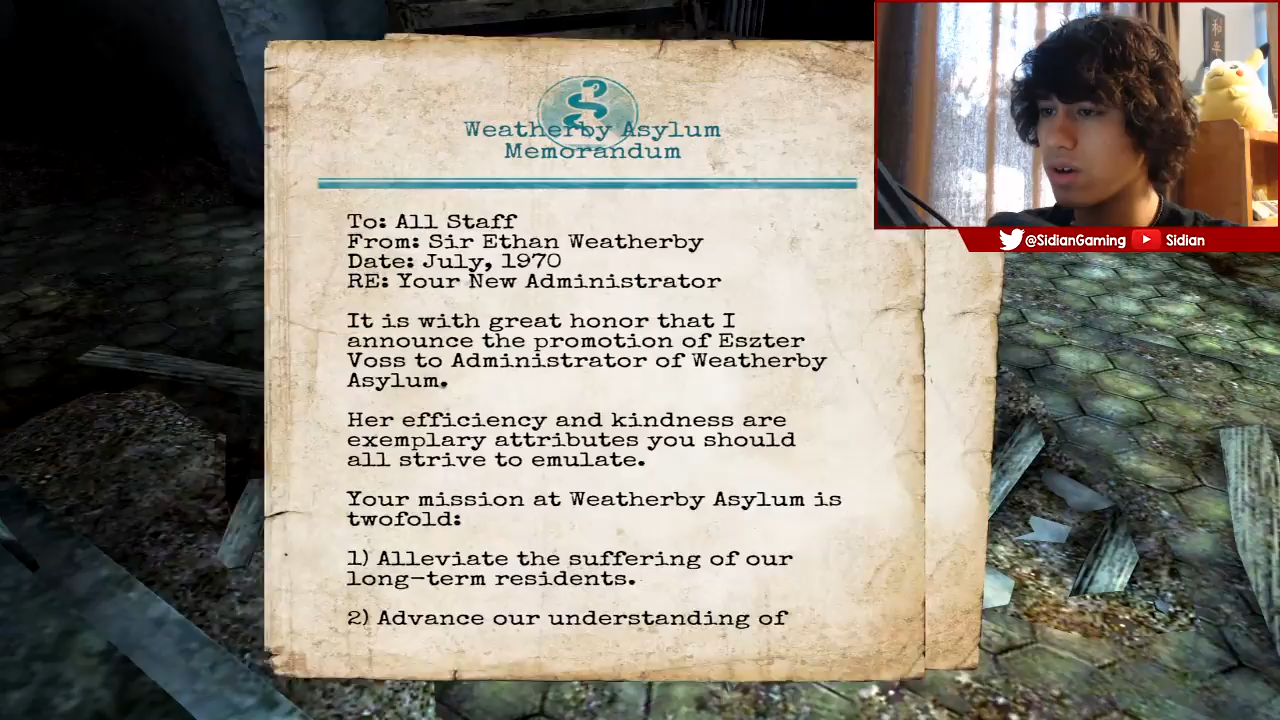 Weatherby Asylum
Memorandum
To: All Staff
From: Sir Ethan Weatherby
Date: July, 1970
RE: Your New Administrator
It is with great honor that I
announce the promotion of Eszter
Voss to Administrator of Weatherby
Asylum.
Her efficiency and kindness are
exemplary attributes you should
all strive to emulate.
Your mission at Weatherby Asylum is
twofold:
1) Alleviate the suffering of our
long-term residents.
2) Advance our understanding of
和平
@SidianGaming Sidian